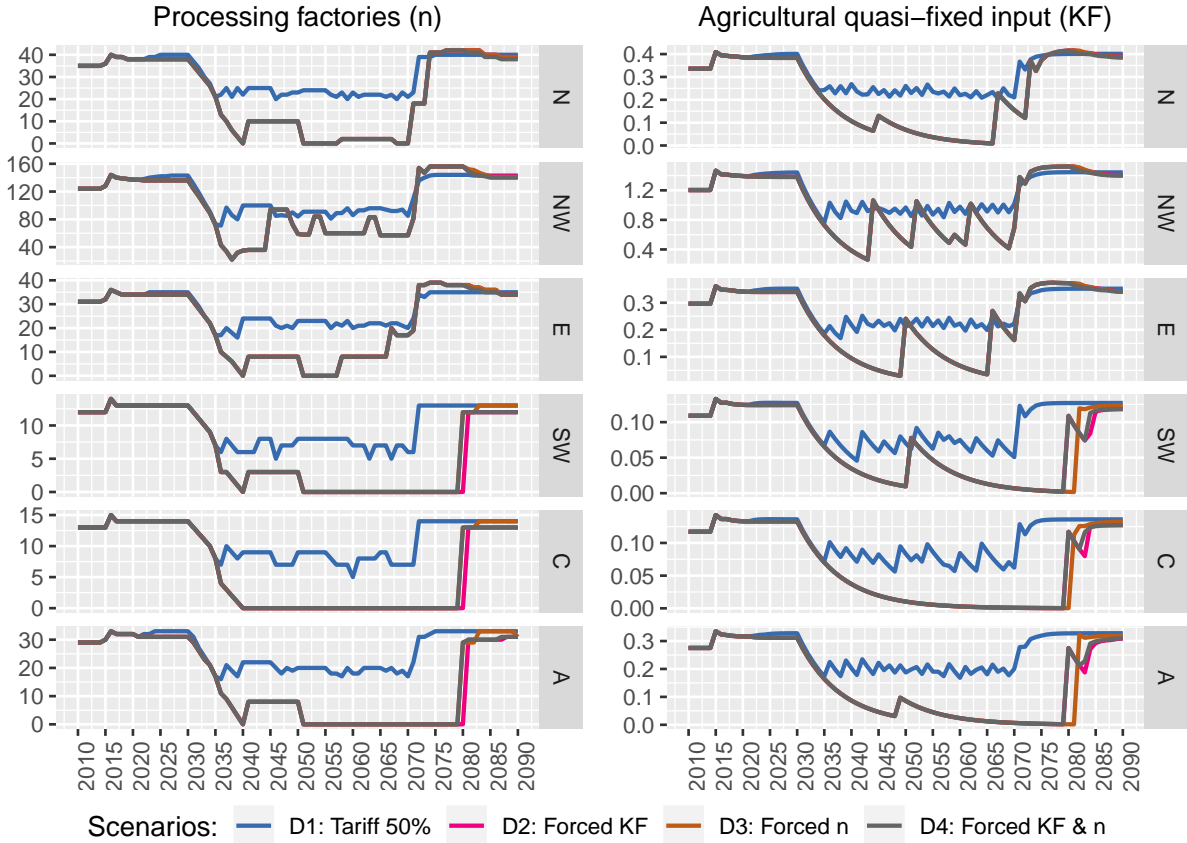 Processing factories (n)
Agricultural quasi−fixed input (KF)
40
30
20
10
0
N
0.4
0.3
0.2
0.1
0.0
N
160
120
80
40
NW
1.2
0.8
0.4
NW
40
30
20
10
0
E
0.3
0.2
0.1
E
10
5
0
SW
0.10
0.05
0.00
SW
15
10
5
0
C
0.10
0.05
0.00
C
30
20
10
0
A
0.3
0.2
0.1
0.0
A
2010 2015 2020 2025 2030 2035 2040 2045 2050 2055 2060 2065 2070 2075 2080 2085 2090
2010 2015 2020 2025 2030 2035 2040 2045 2050 2055 2060 2065 2070 2075 2080 2085 2090
Scenarios: D1: Tariff 50% D2: Forced KF D3: Forced n D4: Forced KF & n